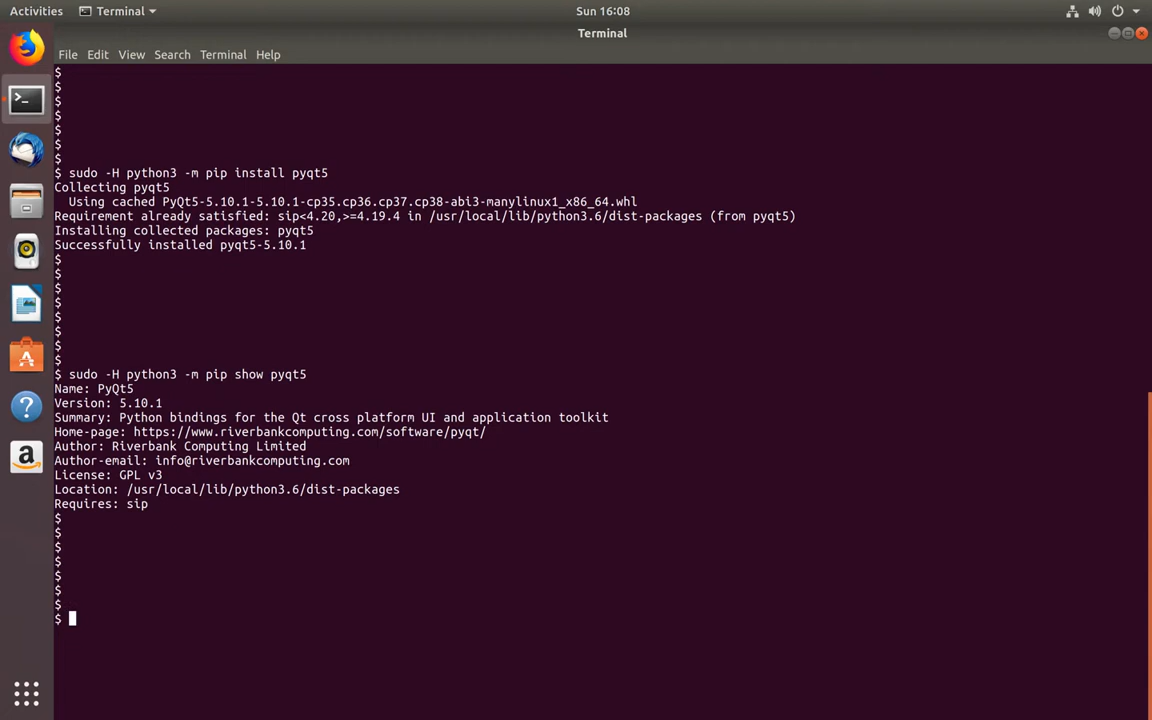 Activities Terminal Sun 16:08
Terminal
File Edit View Search Terminal Help
$
$
$
$
$
$
$
$ sudo -H python3 -m pip install pyqt5
Collecting pyqt5
  Using cached PyQt5-5.10.1-5.10.1-cp35.cp36.cp37.cp38-abi3-manylinux1_x86_64.whl
Requirement already satisfied: sip<4.20,>=4.19.4 in /usr/local/lib/python3.6/dist-packages (from pyqt5)
Installing collected packages: pyqt5
Successfully installed pyqt5-5.10.1
$
$
$
$
$
$
$
$
$ sudo -H python3 -m pip show pyqt5
Name: PyQt5
Version: 5.10.1
Summary: Python bindings for the Qt cross platform UI and application toolkit
Home-page: https://www.riverbankcomputing.com/software/pyqt/
Author: Riverbank Computing Limited
Author-email: info@riverbankcomputing.com
License: GPL v3
Location: /usr/local/lib/python3.6/dist-packages
Requires: sip
$
$
$
$
$
$
$
$